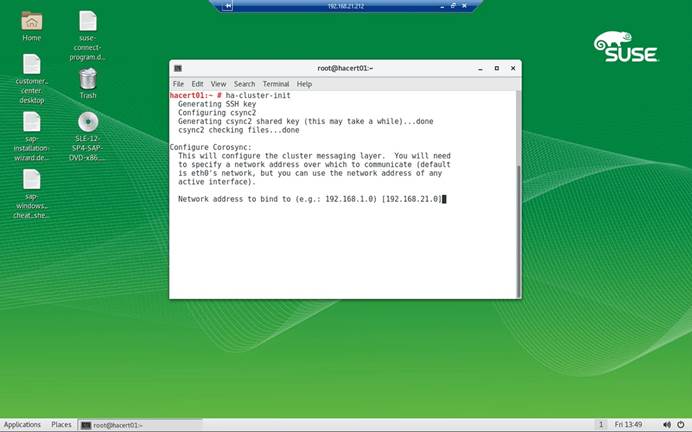 192.168.21.212
Home
suse-
connect-
program.d...
customer_
center.
desktop
Trash
sap-
installation-
wizard.de...
SLE-12-
SP4-SAP-
DVD-x86...
sap-
windows_
cheat_she...
SUSE
root@hacert01:~
File Edit View Search Terminal Help
hacert01:~ # ha-cluster-init
Generating SSH key
Configuring csync2
Generating csync2 shared key (this may take a while)...done
csync2 checking files...done
Configure Corosync:
This will configure the cluster messaging layer. You will need
to specify a network address over which to communicate (default
is eth0's network, but you can use the network address of any
active interface).
Network address to bind to (e.g.: 192.168.1.0) [192.168.21.0]
Applications Places root@hacert01:~ 1 Fri 13:49